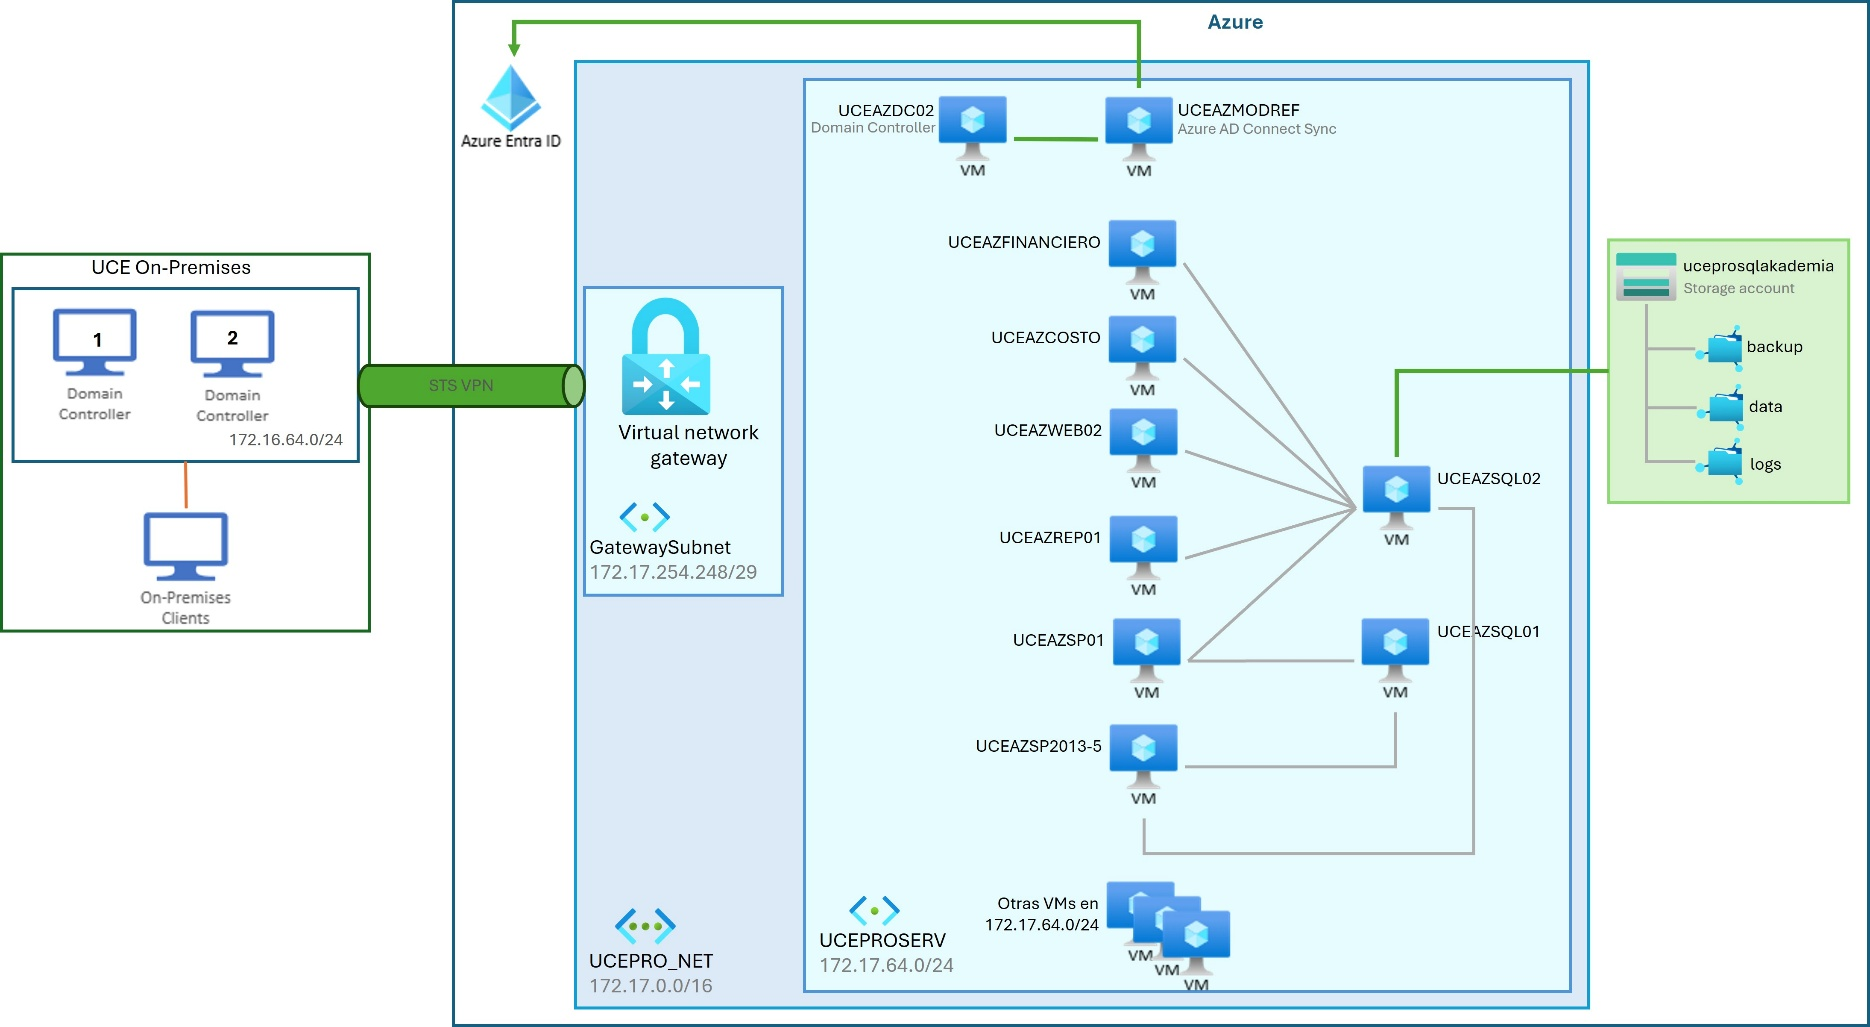 Azure
Azure Entra ID
UCEAZDC02
Domain Controller
VM
UCEAZMODREF
Azure AD Connect Sync
VM
UCE On-Premises
1
Domain
Controller
2
Domain
Controller
172.16.64.0/24
On-Premises
Clients
STS VPN
Virtual network
gateway
GatewaySubnet
172.17.254.248/29
UCEAZFINANCIERO
VM
UCEAZCOSTO
VM
UCEAZWEB02
VM
UCEAZREP01
VM
UCEAZSP01
VM
UCEAZSP2013-5
VM
UCEAZSQL02
VM
UCEAZSQL01
VM
uceprosqlakademia
Storage account
backup
data
logs
Otras VMs en
172.17.64.0/24
VM
VM
VM
UCEPROSERV
172.17.64.0/24
UCEPRO_NET
172.17.0.0/16